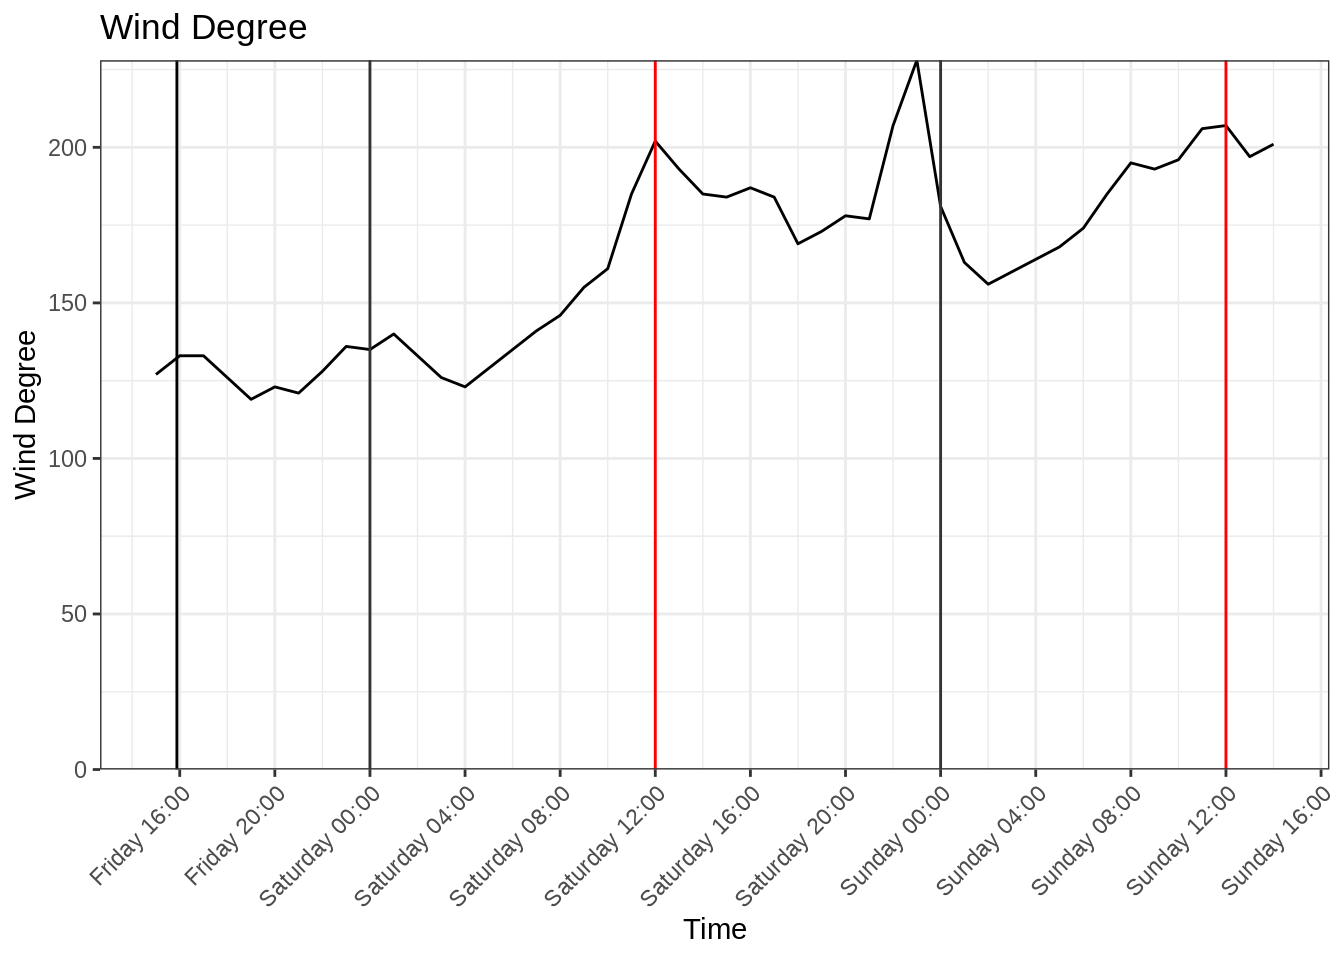 Wind Degree
Wind Degree
200
150
100
50
0
Friday 16:00
Friday 20:00
Saturday 00:00
Saturday 04:00
Saturday 08:00
Saturday 12:00
Saturday 16:00
Saturday 20:00
Sunday 00:00
Sunday 04:00
Sunday 08:00
Sunday 12:00
Sunday 16:00
Time